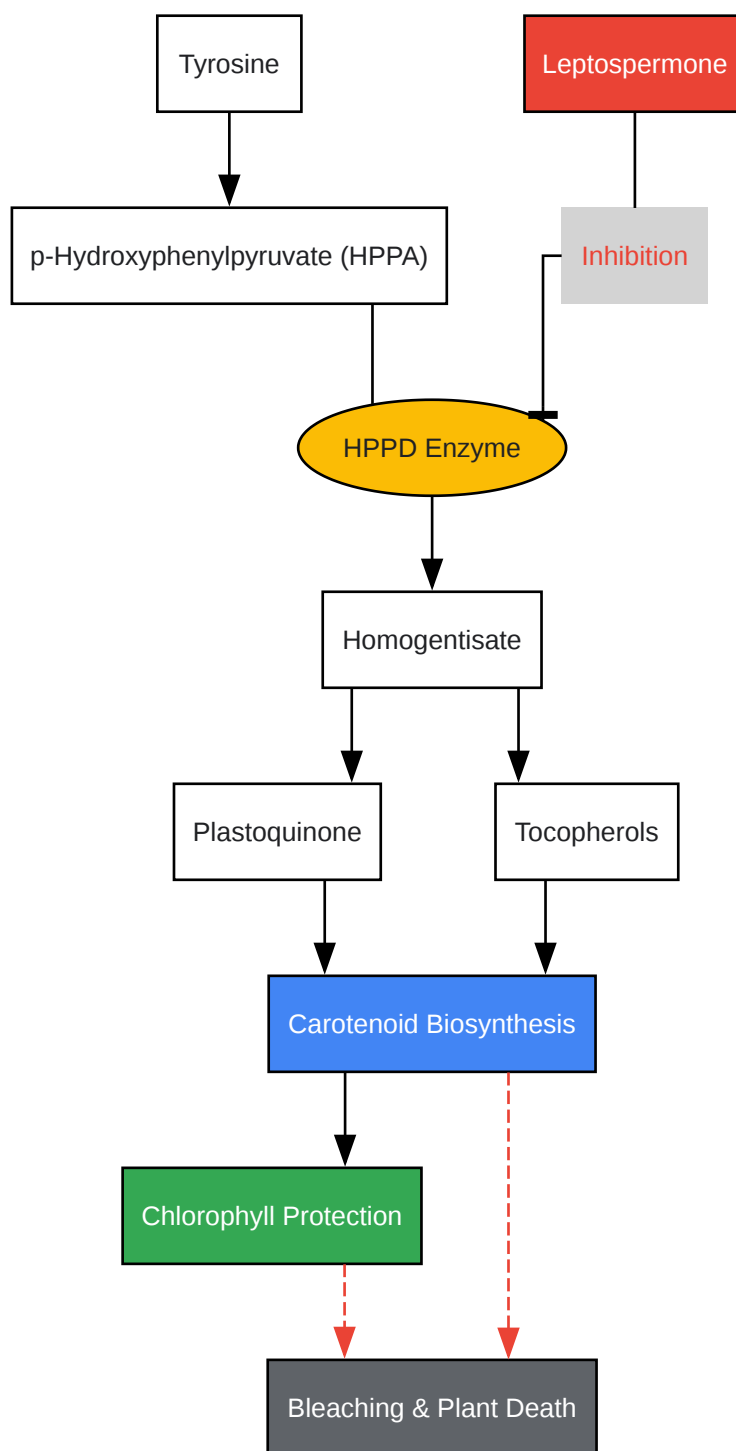 Tyrosine
Leptospermone
p-Hydroxyphenylpyruvate (HPPA)
Inhibition
HPPD Enzyme
Homogentisate
Plastoquinone
Tocopherols
Carotenoid Biosynthesis
Chlorophyll Protection
Bleaching & Plant Death